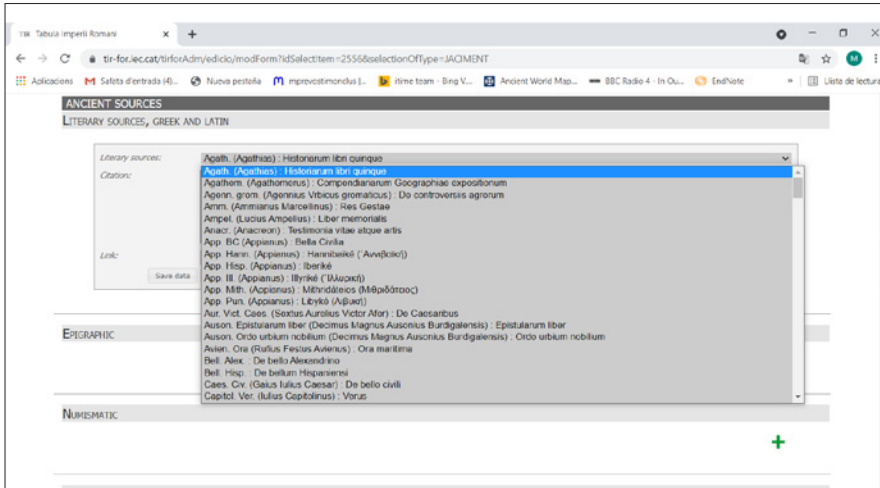 TIR Tabula Imperii Romani
tir-for.iec.cat/tirforAdm/edicio/modForm?idSelectItem=2556&selectionOfType=JACIMENT
M
Aplicacions Safata d'entrada (4)... Nueva pestaña mprevostimonclus |... itime team - Bing V... Ancient World Map... BBC Radio 4 - In Ou... EndNote » Llista de lectura
ANCIENT SOURCES
LITERARY SOURCES, GREEK AND LATIN
Literary sources: Agath. (Agathias) : Historiarum libri quinque
Citation:
Agath. (Agathias) : Historiarum libri quinque
Agathem. (Agathemerus) : Compendianarum Geographiae expositionum
Agenn. grom. (Agennius Vrbicus gromaticus) : De controversiis agrorum
Amm. (Ammianus Marcellinus) : Res Gestae
Ampel. (Lucius Ampelius) : Liber memorialis
Anacr. (Anacreon) : Testimonia vitae atque artis
App. BC (Appianus) : Bella Civilia
App. Hann. (Appianus) : Hannibaiké (Ἀννιβαϊκή)
App. Hisp. (Appianus) : Iberiké
App. Ill. (Appianus) : Illyriké (Ἰλλυρική)
App. Mith. (Appianus) : Mithridáteios (Μιθριδάτειος)
App. Pun. (Appianus) : Libyké (Λιβυκή)
Aur. Vict. Caes. (Sextus Aurelius Victor Afer) : De Caesaribus
Auson. Epistularum liber (Decimus Magnus Ausonius Burdigalensis) : Epistularum liber
Auson. Ordo urbium nobilium (Decimus Magnus Ausonius Burdigalensis) : Ordo urbium nobilium
Avien. Ora (Rufius Festus Avienus) : Ora maritima
Bell. Alex. : De bello Alexandrino
Bell. Hisp. : De bellum Hispaniensi
Caes. Civ. (Gaius Iulius Caesar) : De bello civili
Capitol. Ver. (Iulius Capitolinus) : Verus
Link:
Save data
EPIGRAPHIC
NUMISMATIC